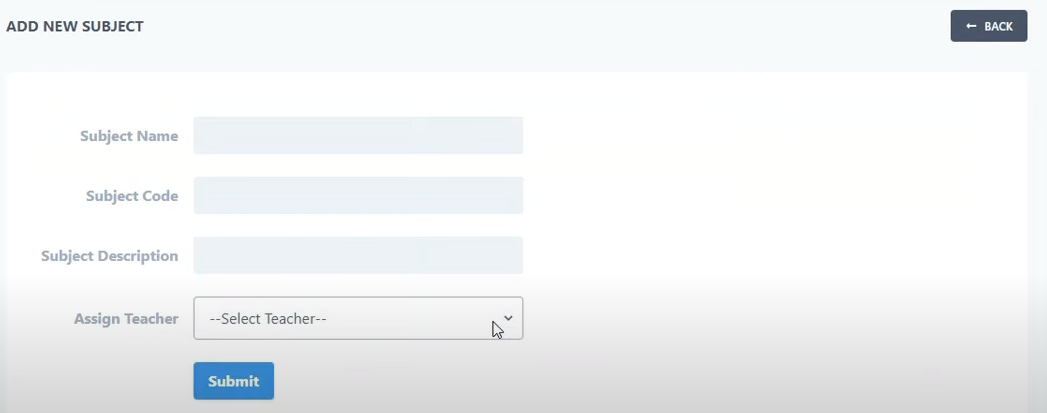 ADD NEW SUBJECT
← BACK
Subject Name
Subject Code
Subject Description
Assign Teacher
--Select Teacher--
Submit